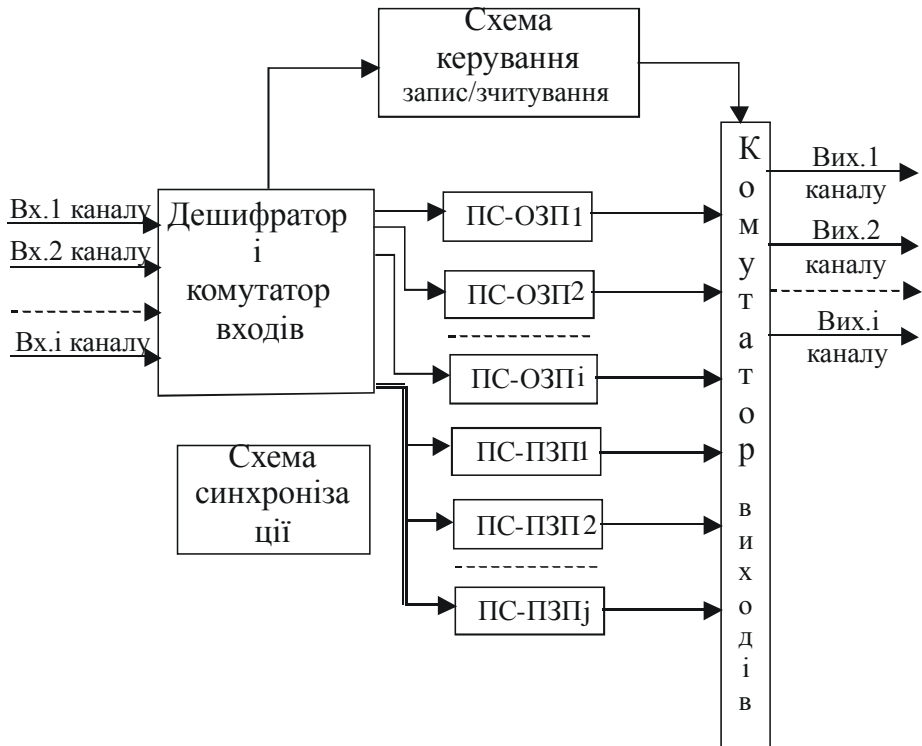 Схема
керування
запис/зчитування
Вх.1 каналу
Вх.2 каналу
Вх.і каналу
Дешифратор
і
комутатор
входів
Схема
синхроніза
ції
ПС-ОЗП1
ПС-ОЗП2
ПС-ОЗПі
ПС-ПЗП1
ПС-ПЗП2
ПС-ПЗПj
К
о
м
у
т
а
т
о
р
в
и
х
о
д
і
в
Вих.1
каналу
Вих.2
каналу
Вих.і
каналу